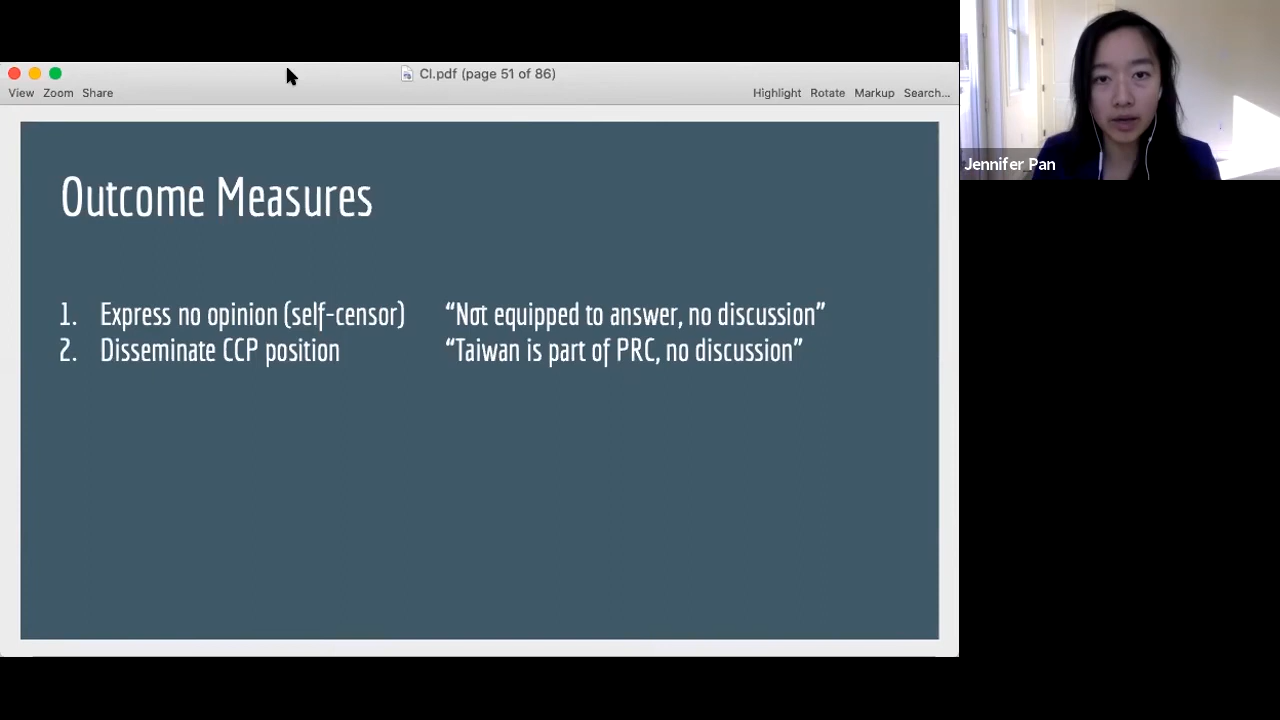 CI.pdf (page 51 of 86)
View Zoom Share
Highlight Rotate Markup Search...
Outcome Measures
1. Express no opinion (self-censor) “Not equipped to answer, no discussion”
2. Disseminate CCP position “Taiwan is part of PRC, no discussion”
Jennifer Pan